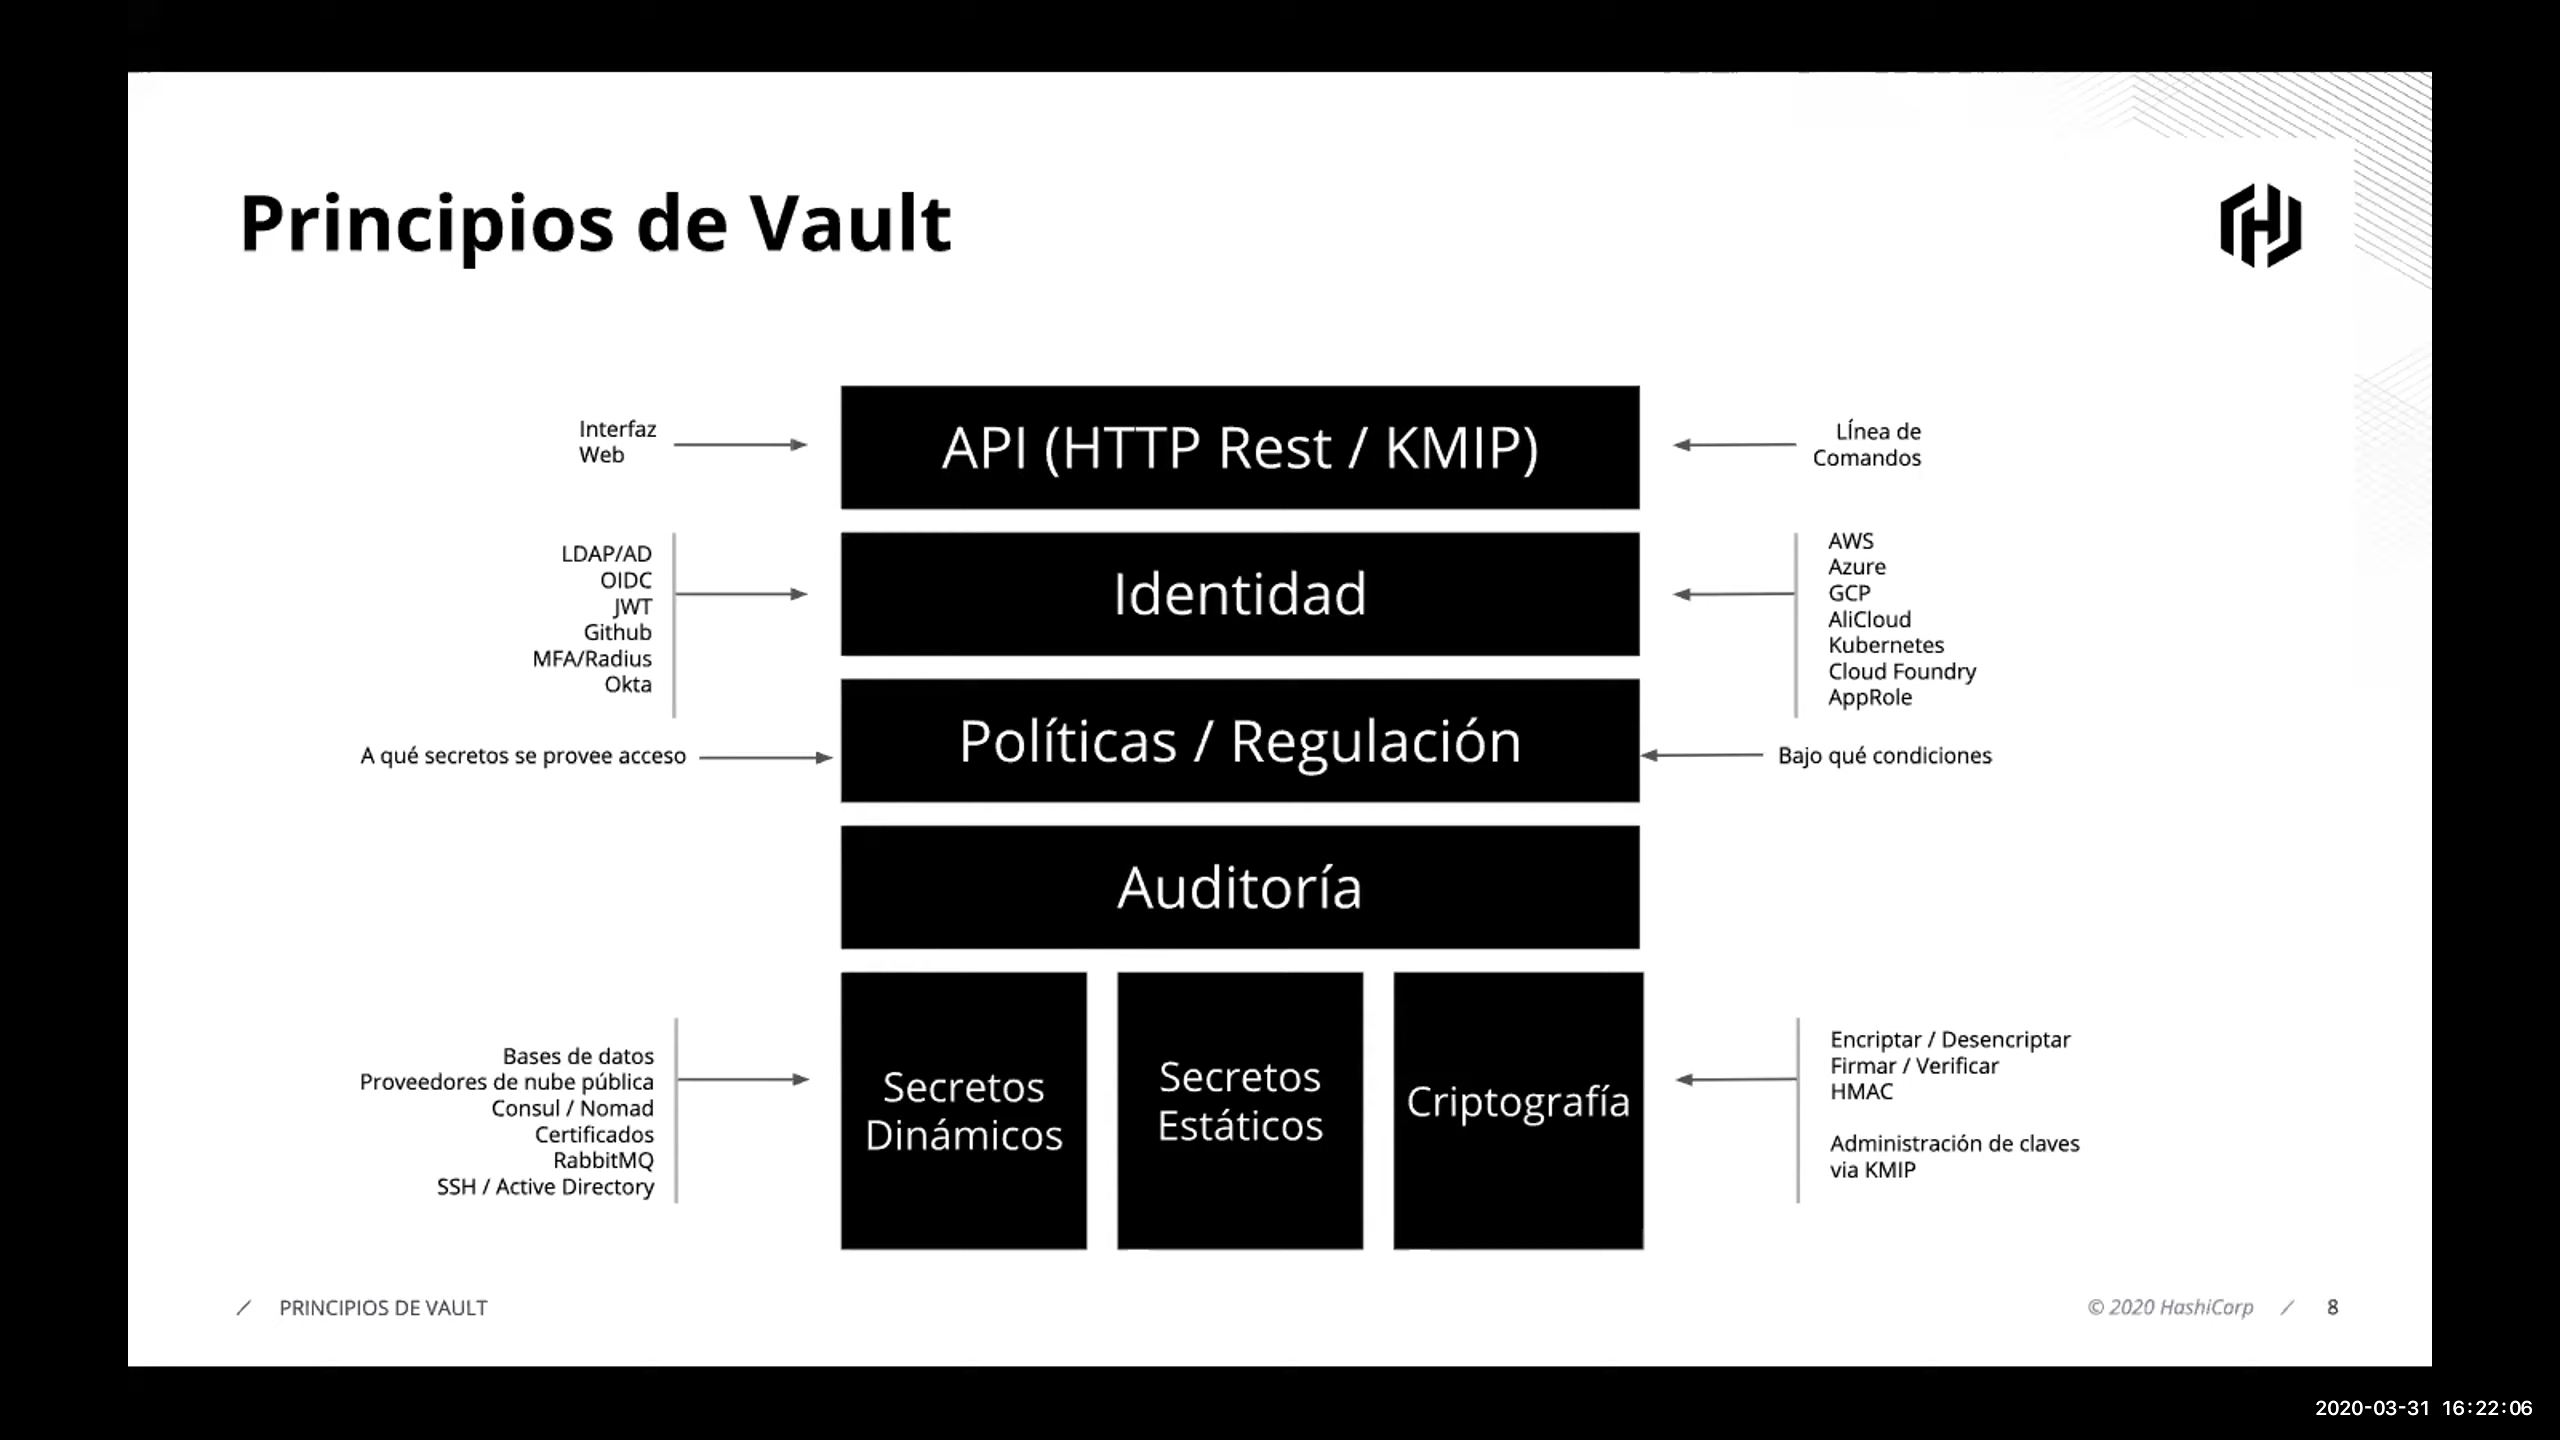 Principios de Vault
Interfaz
Web
API (HTTP Rest / KMIP)
LÍnea de
Comandos
LDAP/AD
OIDC
JWT
Github
MFA/Radius
Okta
Identidad
AWS
Azure
GCP
AliCloud
Kubernetes
Cloud Foundry
AppRole
A qué secretos se provee acceso
Políticas / Regulación
Bajo qué condiciones
Auditoría
Bases de datos
Proveedores de nube pública
Consul / Nomad
Certificados
RabbitMQ
SSH / Active Directory
Secretos
Dinámicos
Secretos
Estáticos
Criptografía
Encriptar / Desencriptar
Firmar / Verificar
HMAC
Administración de claves
via KMIP
/ PRINCIPIOS DE VAULT
© 2020 HashiCorp / 8
2020-03-31 16:22:06